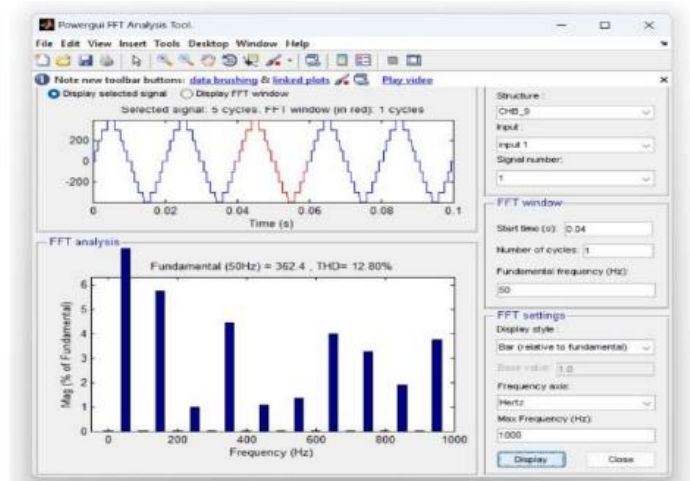 Powergui FFT Analysis Tool.
File Edit View Insert Tools Desktop Window Help
Note new toolbar buttons: data brushing & linked plots Play video
Display selected signal Display FFT window
Selected signal: 5 cycles. FFT window (in red): 1 cycles
200
0
-200
0 0.02 0.04 0.06 0.08 0.1
Time (s)
FFT analysis
Fundamental (50Hz) = 362.4 , THD= 12.80%
6
5
4
3
2
1
0
Mag (% of Fundamental)
0 200 400 600 800 1000
Frequency (Hz)
Structure :
CHB_9
Input :
input 1
Signal number:
1
FFT window
Start time (s): 0.04
Number of cycles: 1
Fundamental frequency (Hz):
50
FFT settings
Display style :
Bar (relative to fundamental)
Base value: 1.0
Frequency axis:
Hertz
Max Frequency (Hz):
1000
Display Close